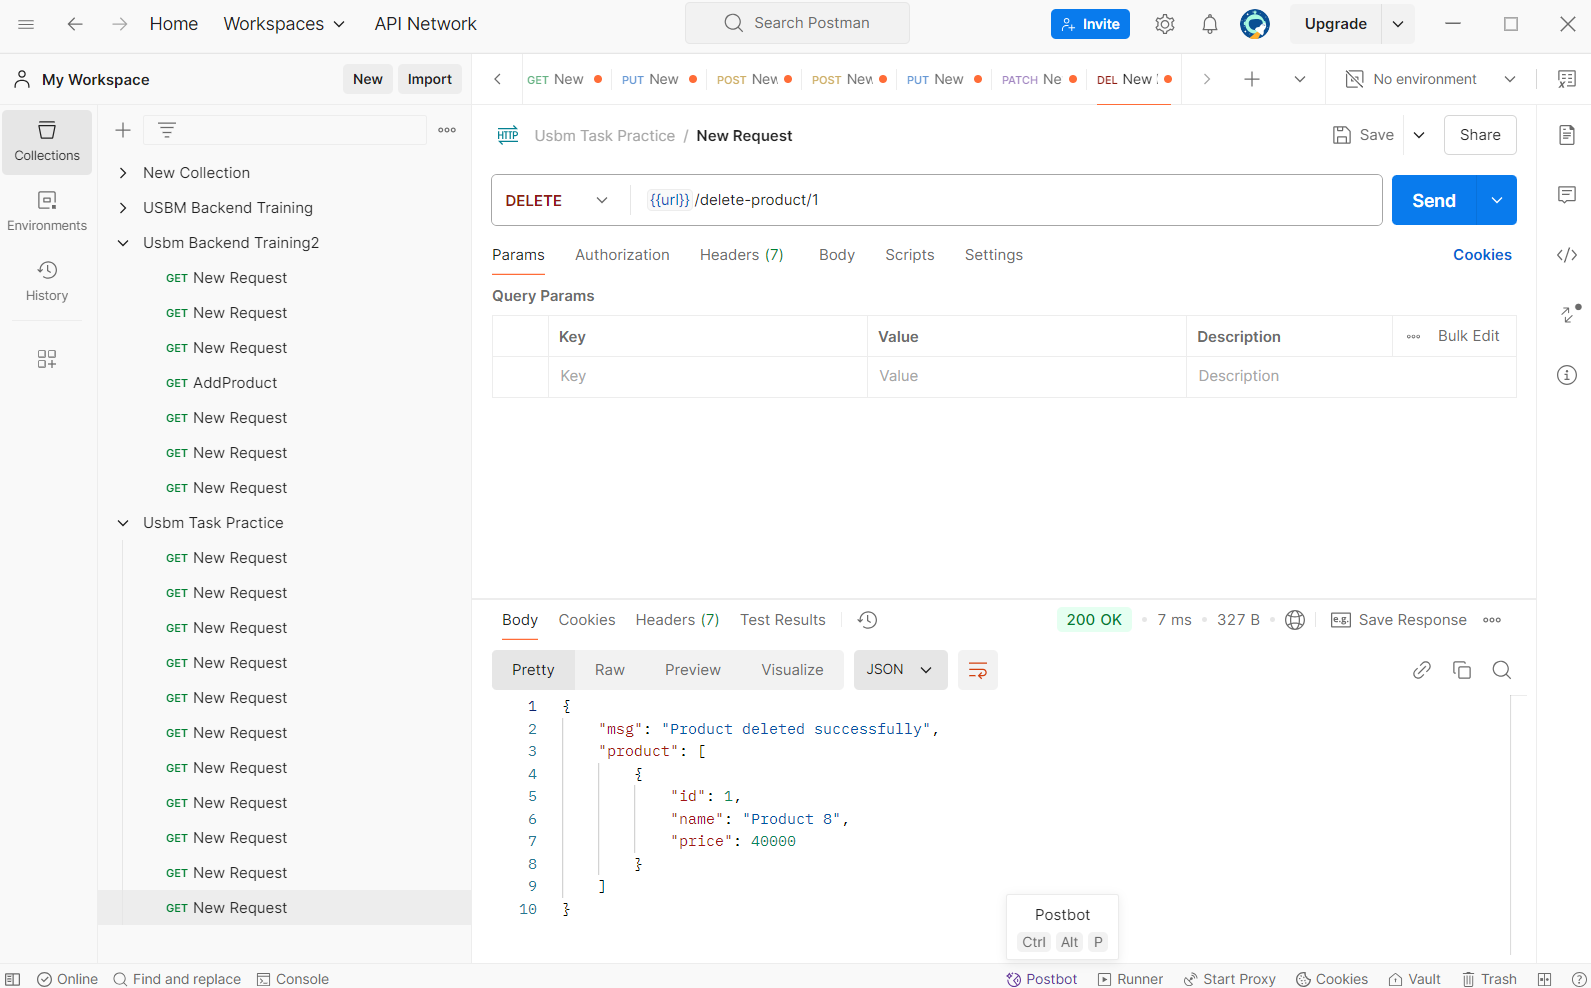 Home Workspaces API Network Search Postman Invite Upgrade
My Workspace New Import GET New PUT New POST Nev POST Nev PUT New PATCH Ne DEL New No environment
Collections
Environments
History
New Collection
USBM Backend Training
Usbm Backend Training2
GET New Request
GET New Request
GET New Request
GET AddProduct
GET New Request
GET New Request
GET New Request
Usbm Task Practice
GET New Request
GET New Request
GET New Request
GET New Request
GET New Request
GET New Request
GET New Request
GET New Request
GET New Request
GET New Request
GET New Request
HTTP Usbm Task Practice / New Request Save Share
DELETE {{url}} /delete-product/1 Send
Params Authorization Headers (7) Body Scripts Settings Cookies
Query Params
Key Value Description Bulk Edit
Key Value Description
Body Cookies Headers (7) Test Results 200 OK 7 ms 327 B e.g. Save Response
Pretty Raw Preview Visualize JSON
1 {
2 "msg": "Product deleted successfully",
3 "product": [
4 {
5 "id": 1,
6 "name": "Product 8",
7 "price": 40000
8 }
9 ]
10 }
Postbot
Ctrl Alt P
Online Find and replace Console Postbot Runner Start Proxy Cookies Vault Trash